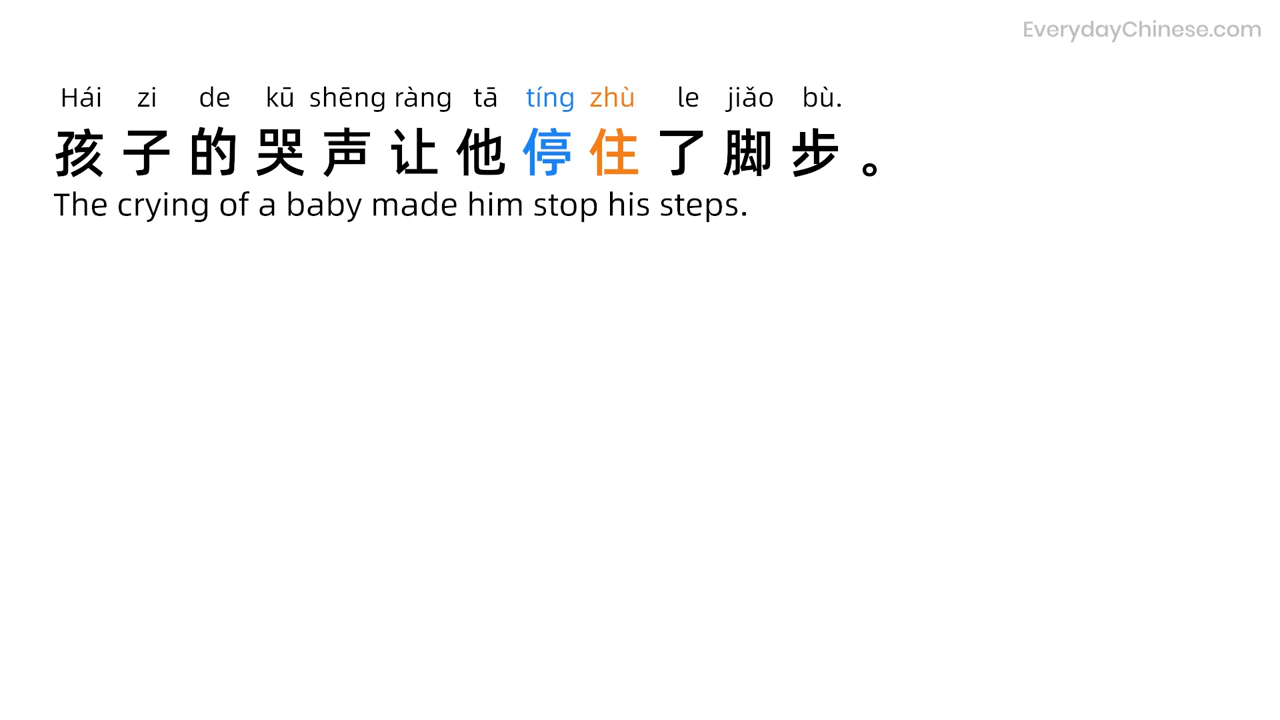 EverydayChinese.com
Hái zi de kū shēng ràng tā tíng zhù le jiǎo bù.
孩子的哭声让他停住了脚步。
The crying of a baby made him stop his steps.